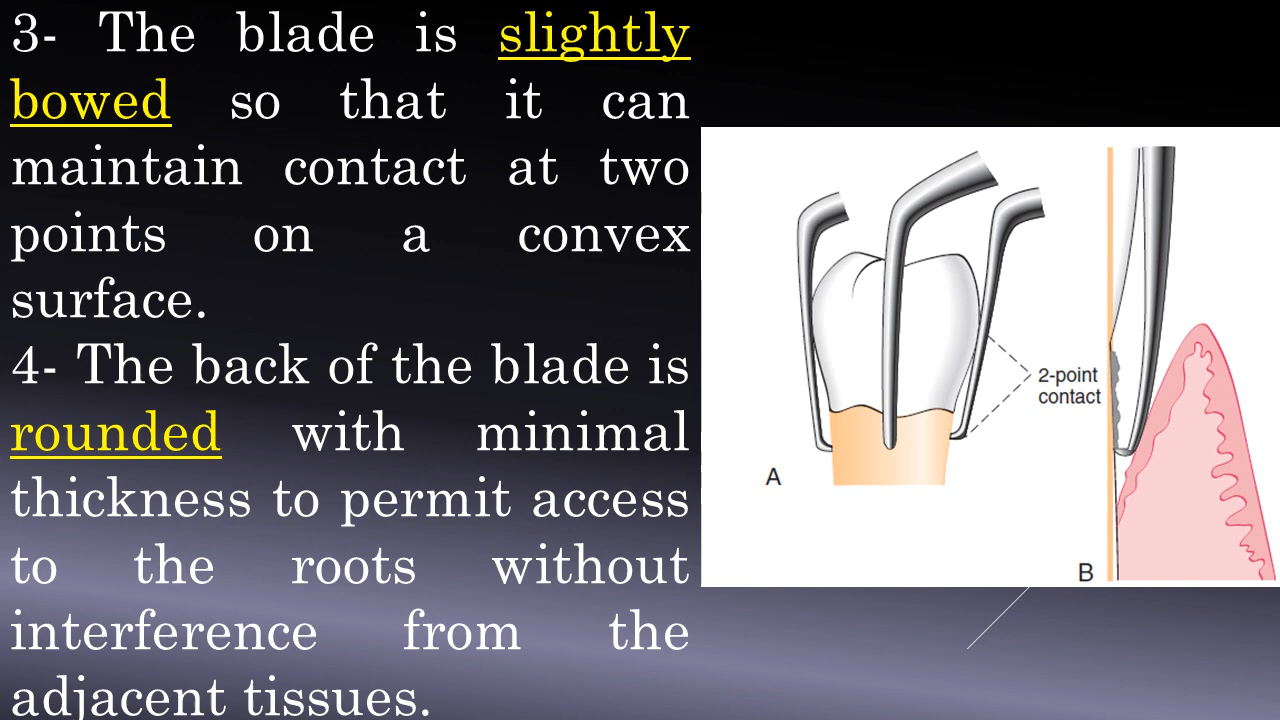 3- The blade is slightly
bowed so that it can
maintain contact at two
points on a convex
surface.
4- The back of the blade is
rounded with minimal
thickness to permit access
to the roots without
interference from the
adjacent tissues.
2-point
contact
A
B